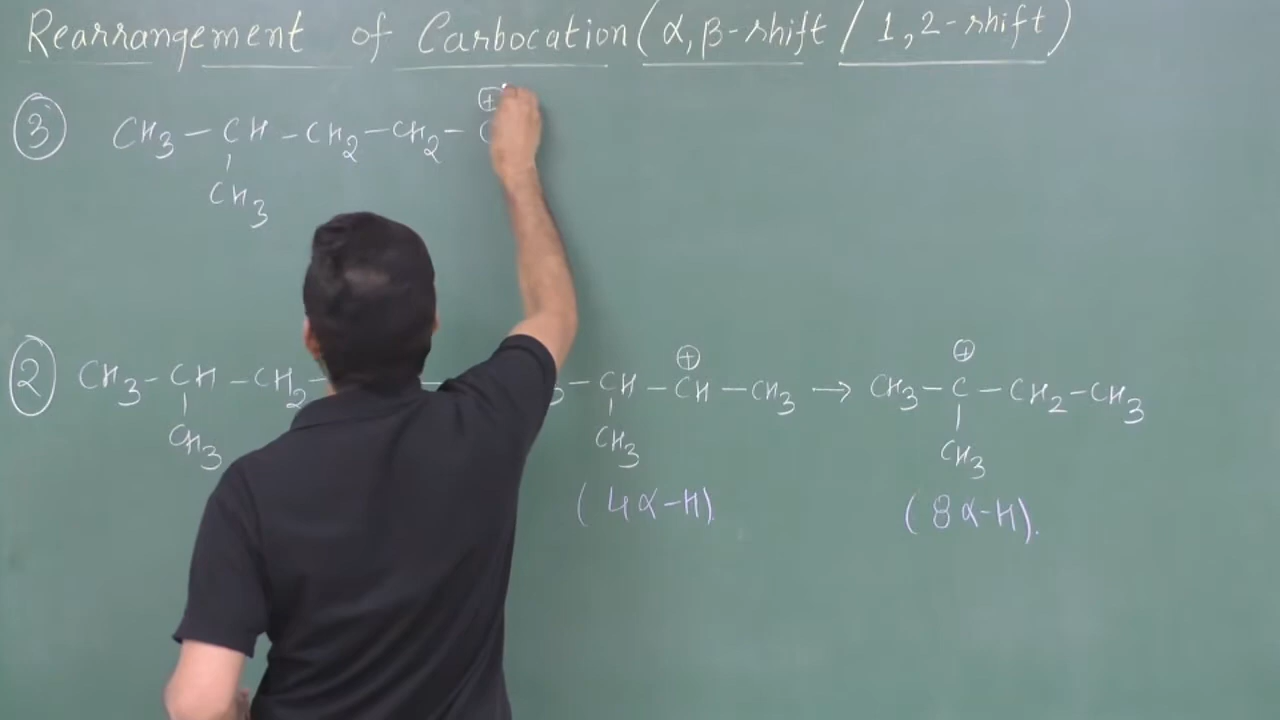 Rearrangement of Carbocation (α,β-shift / 1,2-shift)
③ CH3 — CH — CH2 — CH2 — C ⊕
CH3
② CH3 — CH — CH2 — 3 — CH — CH ⊕ — CH3 → CH3 — C ⊕ — CH2 — CH3
CH3 CH3 CH3
(4α-H) (8α-H).